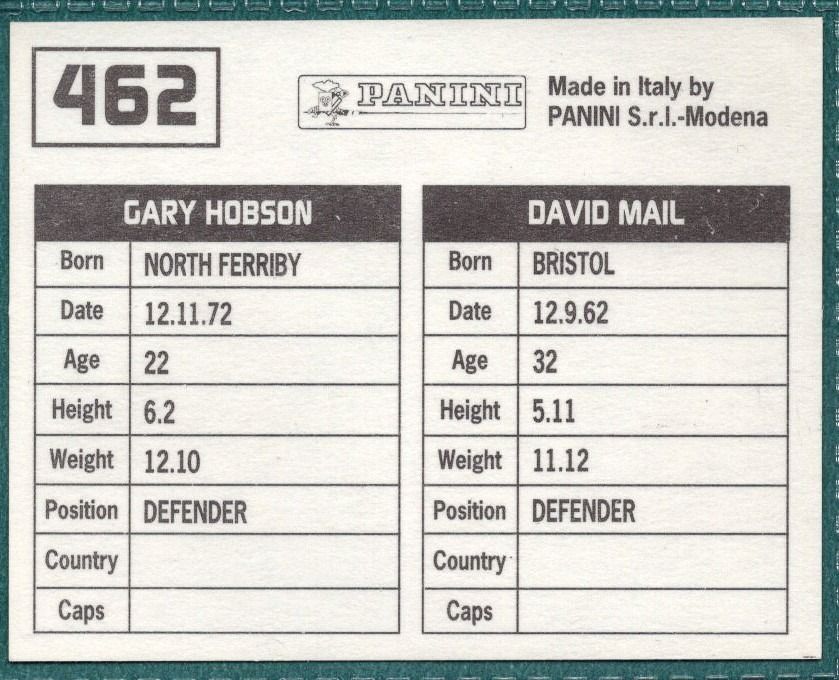 462
PANINI
Made in Italy by
PANINI S.r.l.-Modena
GARY HOBSON
Born NORTH FERRIBY
Date 12.11.72
Age 22
Height 6.2
Weight 12.10
Position DEFENDER
Country
Caps
DAVID MAIL
Born BRISTOL
Date 12.9.62
Age 32
Height 5.11
Weight 11.12
Position DEFENDER
Country
Caps